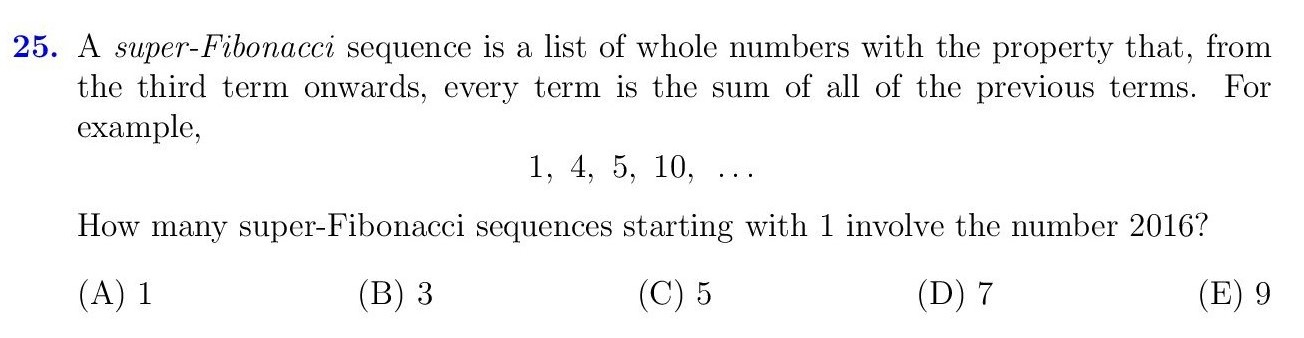 25. A super-Fibonacci sequence is a list of whole numbers with the property that, from
the third term onwards, every term is the sum of all of the previous terms. For
example,
1, 4, 5, 10, ...
How many super-Fibonacci sequences starting with 1 involve the number 2016?
(A) 1 (B) 3 (C) 5 (D) 7 (E) 9